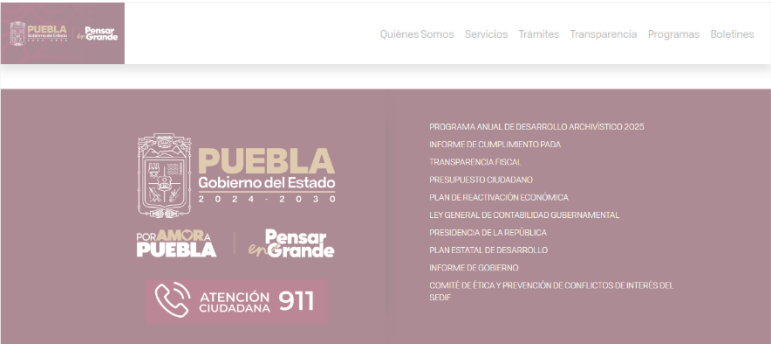 PUEBLA
Gobierno del Estado
2024 - 2030
Pensar
en Grande
Quiénes Somos Servicios Trámites Transparencia Programas Boletines
PUEBLA
Gobierno del Estado
2024 - 2030
POR AMOR A
PUEBLA
Pensar
en Grande
ATENCIÓN
CIUDADANA 911
PROGRAMA ANUAL DE DESARROLLO ARCHIVÍSTICO 2025
INFORME DE CUMPLIMIENTO PADA
TRANSPARENCIA FISCAL
PRESUPUESTO CIUDADANO
PLAN DE REACTIVACIÓN ECONÓMICA
LEY GENERAL DE CONTABILIDAD GUBERNAMENTAL
PRESIDENCIA DE LA REPÚBLICA
PLAN ESTATAL DE DESARROLLO
INFORME DE GOBIERNO
COMITÉ DE ÉTICA Y PREVENCIÓN DE CONFLICTOS DE INTERÉS DEL
SEDIF